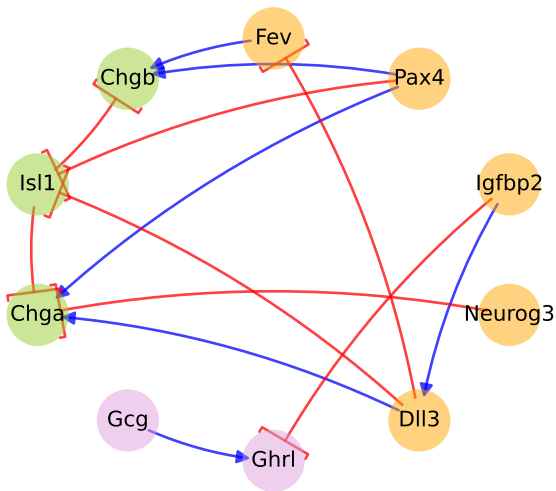 Fev
Chgb
Pax4
Isl1
Igfbp2
Chga
Neurog3
Gcg
Dll3
Ghrl